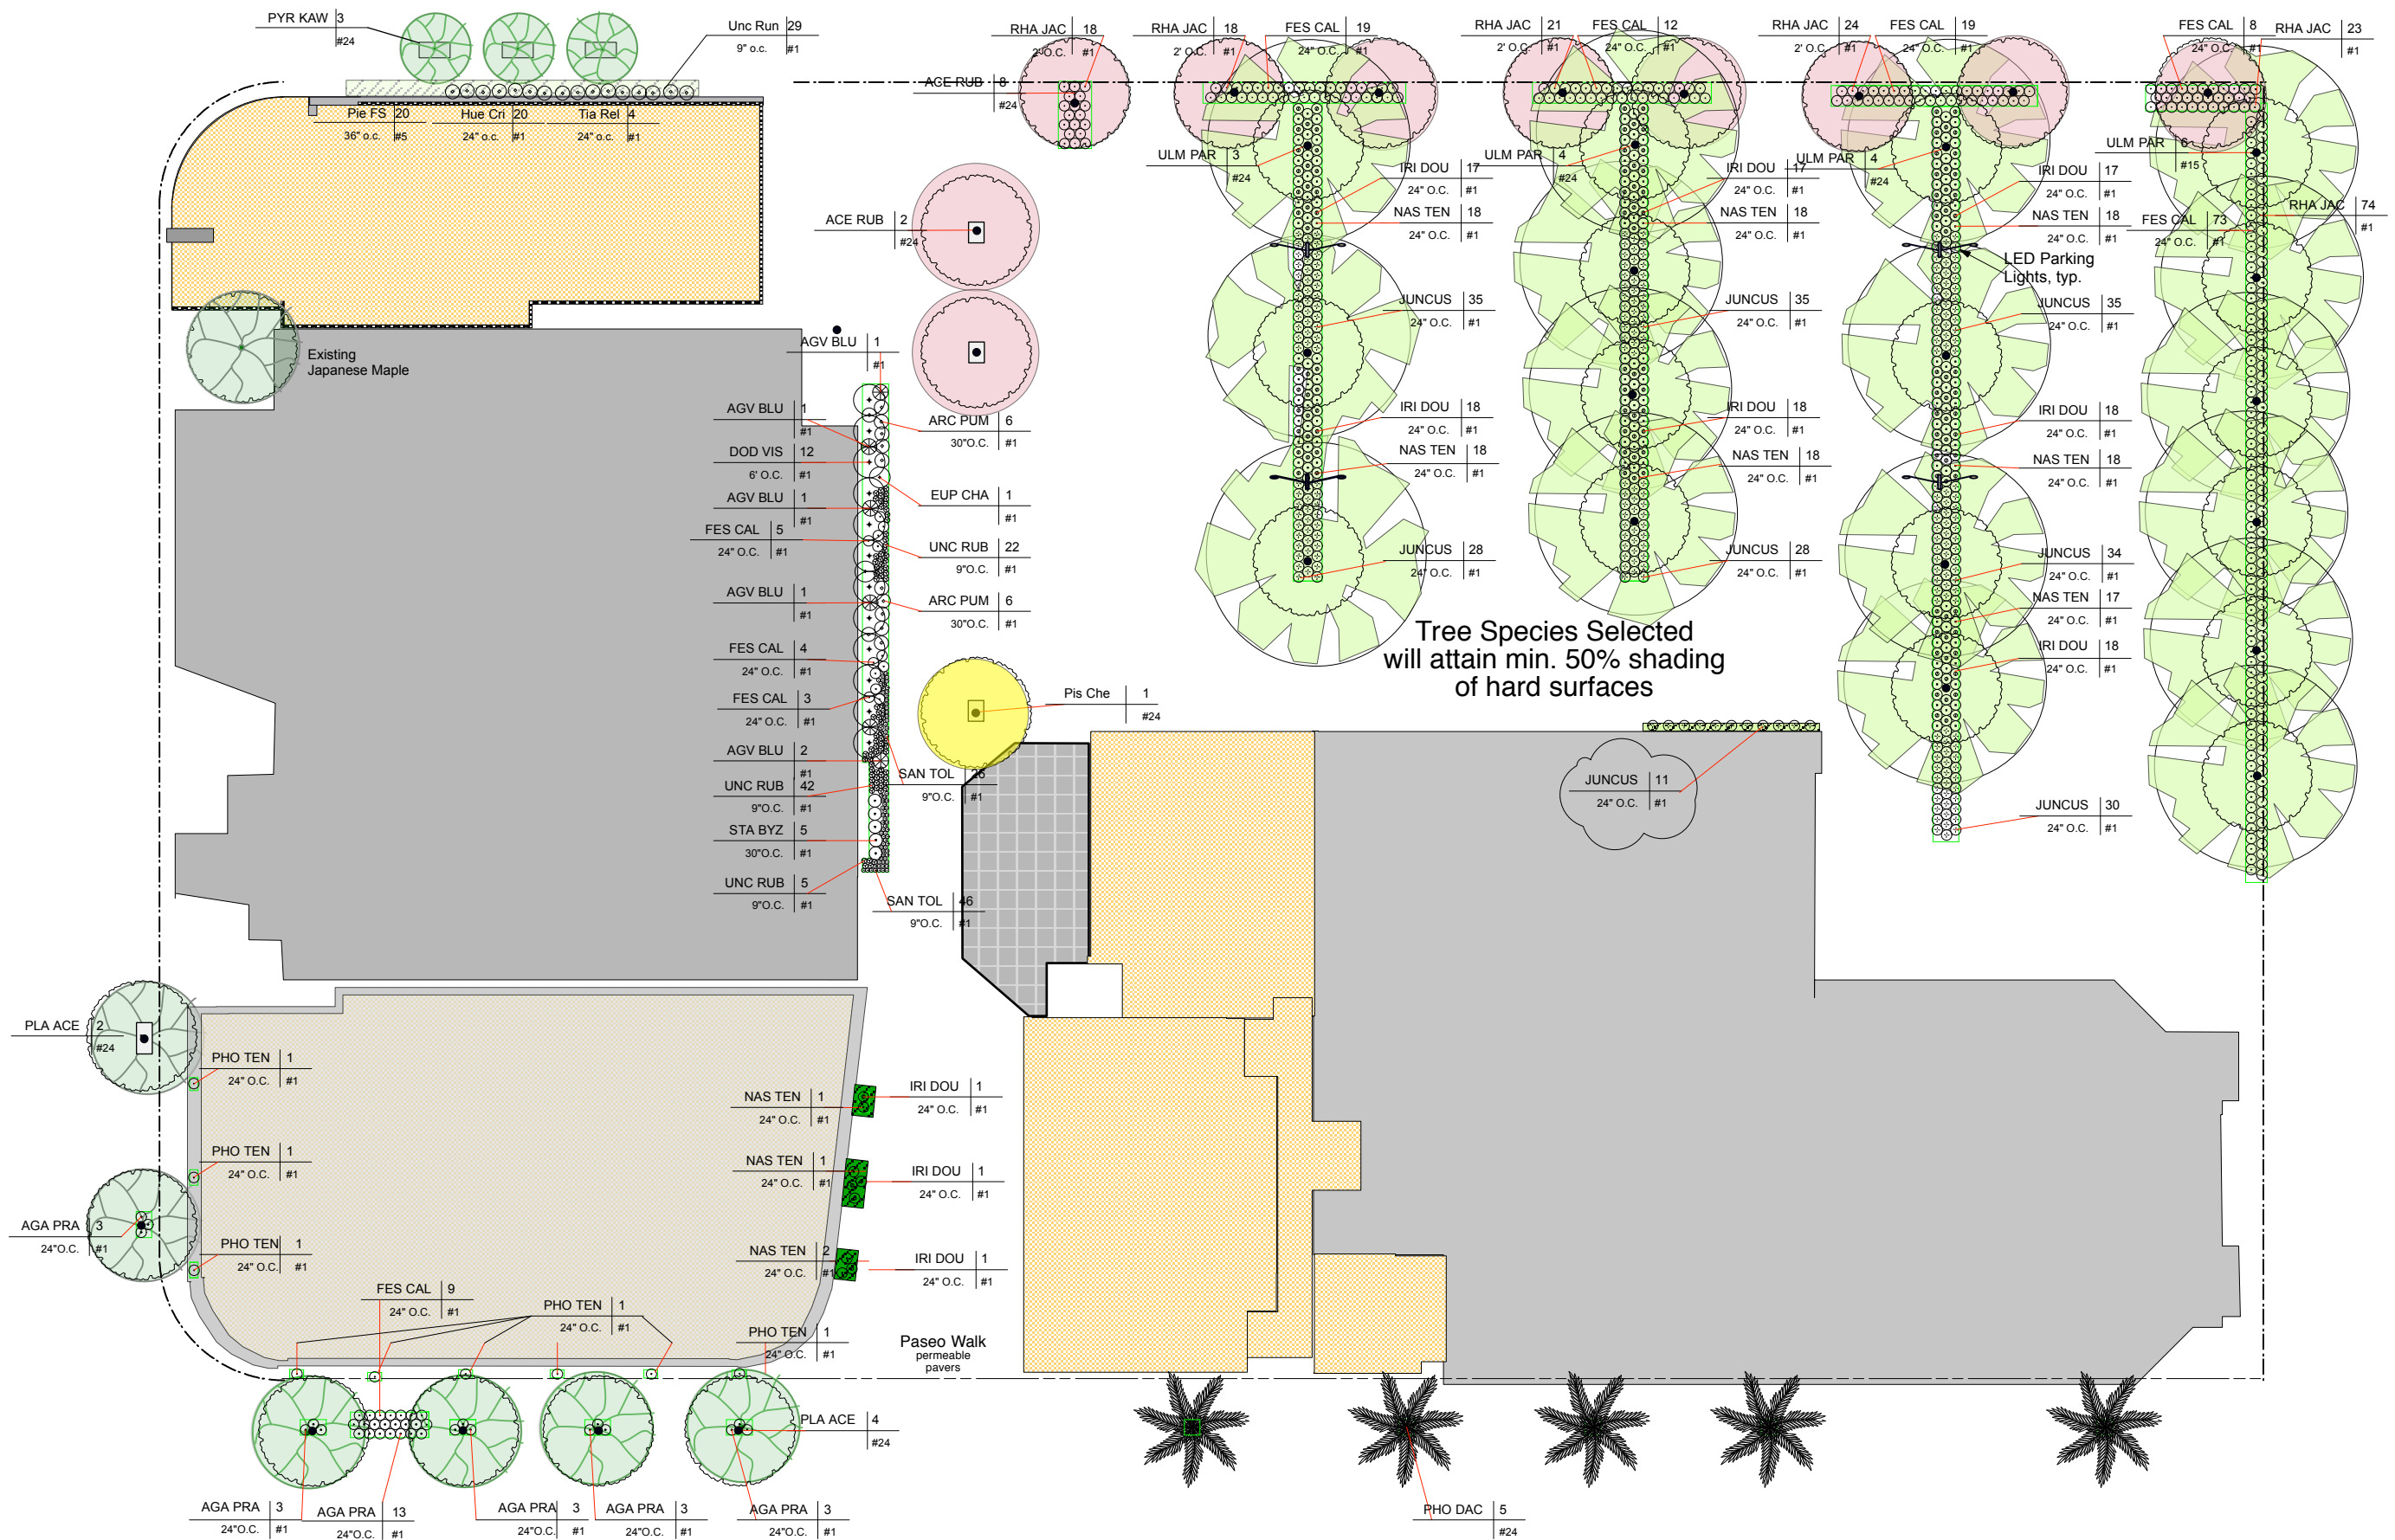 PYR KAW 3
#24
Unc Run 29
9" o.c. #1
Pie FS 20
36" o.c. #5
Hue Cri 20
24" o.c. #1
Tia Rel 4
24" o.c. #1
RHA JAC 18
2' O.C. #1
RHA JAC 18
2' O.C. #1
FES CAL 19
24" O.C. #1
RHA JAC 21
2' O.C. #1
FES CAL 12
24" O.C. #1
RHA JAC 24
2' O.C. #1
FES CAL 19
24" O.C. #1
FES CAL 8
24" O.C. #1
RHA JAC 23
#1
ACE RUB 8
#24
ULM PAR 3
#24
ULM PAR 4
#24
ULM PAR 4
#24
ULM PAR 6
#15
IRI DOU 17
24" O.C. #1
IRI DOU 17
24" O.C. #1
IRI DOU 17
24" O.C. #1
ACE RUB 2
#24
NAS TEN 18
24" O.C. #1
NAS TEN 18
24" O.C. #1
NAS TEN 18
24" O.C. #1
FES CAL 73
24" O.C. #1
RHA JAC 74
#1
LED Parking
Lights, typ.
JUNCUS 35
24" O.C. #1
JUNCUS 35
24" O.C. #1
JUNCUS 35
24" O.C. #1
Existing
Japanese Maple
AGV BLU 1
#1
AGV BLU 1
#1
ARC PUM 6
30"O.C. #1
IRI DOU 18
24" O.C. #1
IRI DOU 18
24" O.C. #1
IRI DOU 18
24" O.C. #1
DOD VIS 12
6' O.C. #1
NAS TEN 18
24" O.C. #1
NAS TEN 18
24" O.C. #1
NAS TEN 18
24" O.C. #1
AGV BLU 1
#1
EUP CHA 1
#1
FES CAL 5
24" O.C. #1
UNC RUB 22
9"O.C. #1
JUNCUS 28
24" O.C. #1
JUNCUS 28
24" O.C. #1
JUNCUS 34
24" O.C. #1
AGV BLU 1
#1
ARC PUM 6
30"O.C. #1
NAS TEN 17
24" O.C. #1
Tree Species Selected
will attain min. 50% shading
of hard surfaces
FES CAL 4
24" O.C. #1
IRI DOU 18
24" O.C. #1
FES CAL 3
24" O.C. #1
Pis Che 1
#24
AGV BLU 2
#1
SAN TOL 26
9"O.C. #1
UNC RUB 42
9"O.C. #1
JUNCUS 11
24" O.C. #1
JUNCUS 30
24" O.C. #1
STA BYZ 5
30"O.C. #1
UNC RUB 5
9"O.C. #1
SAN TOL 46
9"O.C. #1
PLA ACE 2
#24
PHO TEN 1
24" O.C. #1
NAS TEN 1
24" O.C. #1
IRI DOU 1
24" O.C. #1
PHO TEN 1
24" O.C. #1
NAS TEN 1
24" O.C. #1
IRI DOU 1
24" O.C. #1
AGA PRA 3
24"O.C. #1
PHO TEN 1
24" O.C. #1
NAS TEN 2
24" O.C. #1
IRI DOU 1
24" O.C. #1
FES CAL 9
24" O.C. #1
PHO TEN 1
24" O.C. #1
PHO TEN 1
24" O.C. #1
Paseo Walk
permeable
pavers
PLA ACE 4
#24
AGA PRA 3
24"O.C. #1
AGA PRA 13
24"O.C. #1
AGA PRA 3
24"O.C. #1
AGA PRA 3
24"O.C. #1
AGA PRA 3
24"O.C. #1
PHO DAC 5
#24